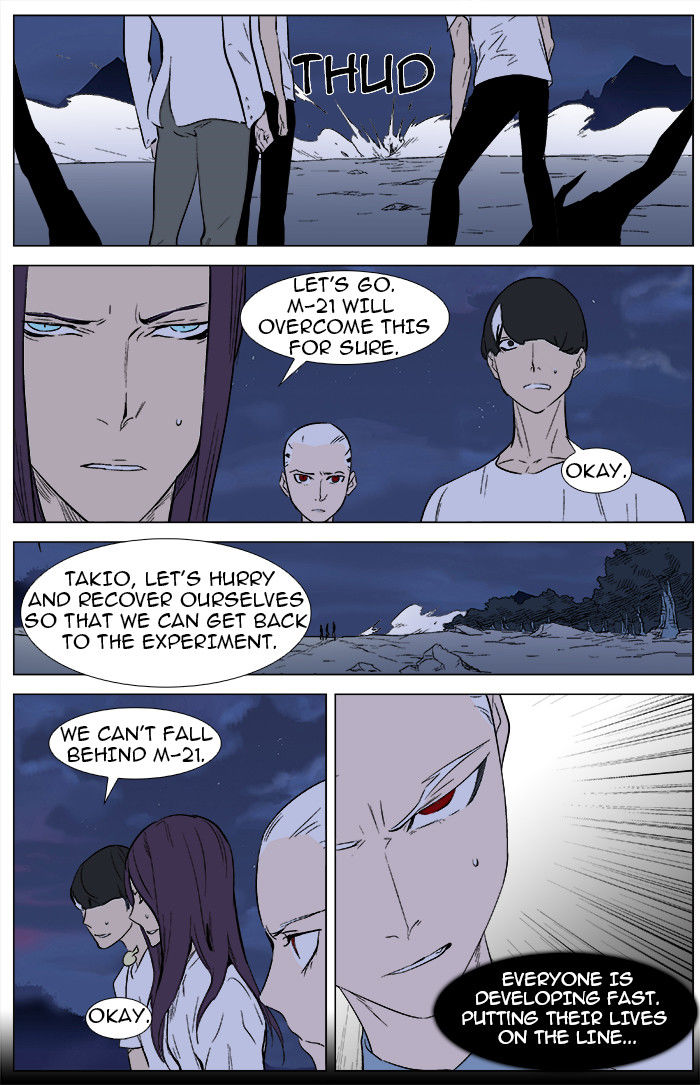 THUD
LET'S GO.
M-21 WILL
OVERCOME THIS
FOR SURE.
OKAY.
TAKIO, LET'S HURRY
AND RECOVER OURSELVES
SO THAT WE CAN GET BACK
TO THE EXPERIMENT.
WE CAN'T FALL
BEHIND M-21.
OKAY.
EVERYONE IS
DEVELOPING FAST.
PUTTING THEIR LIVES
ON THE LINE...